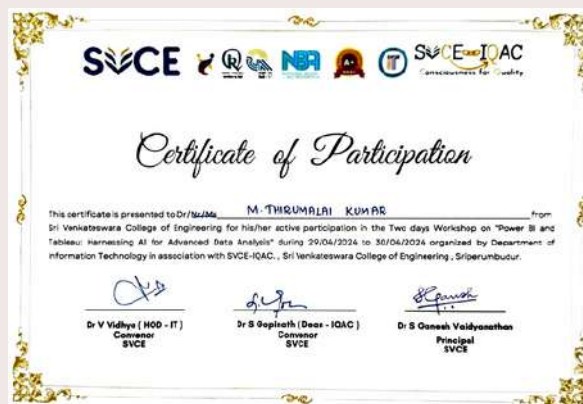 SVCE
NBA
A+
IT
SVCE-IQAC
Consciousness for Quality
Certificate of Participation
This certificate is presented to Dr/Mr/Ms M. THIRUMALAI KUMAR from
Sri Venkateswara College of Engineering for his/her active participation in the Two days Workshop on "Power BI and
Tableau: Harnessing AI for Advanced Data Analysis" during 29/04/2024 to 30/04/2024 organized by Department of
Information Technology in association with SVCE-IQAC. , Sri Venkateswara College of Engineering , Sriperumbudur.
S Ganesh
Dr V Vidhya ( HOD - IT ) Dr S Gopinath ( Dean - IQAC ) Dr S Ganesh Vaidyanathan
Convenor Convenor Principal
SVCE SVCE SVCE